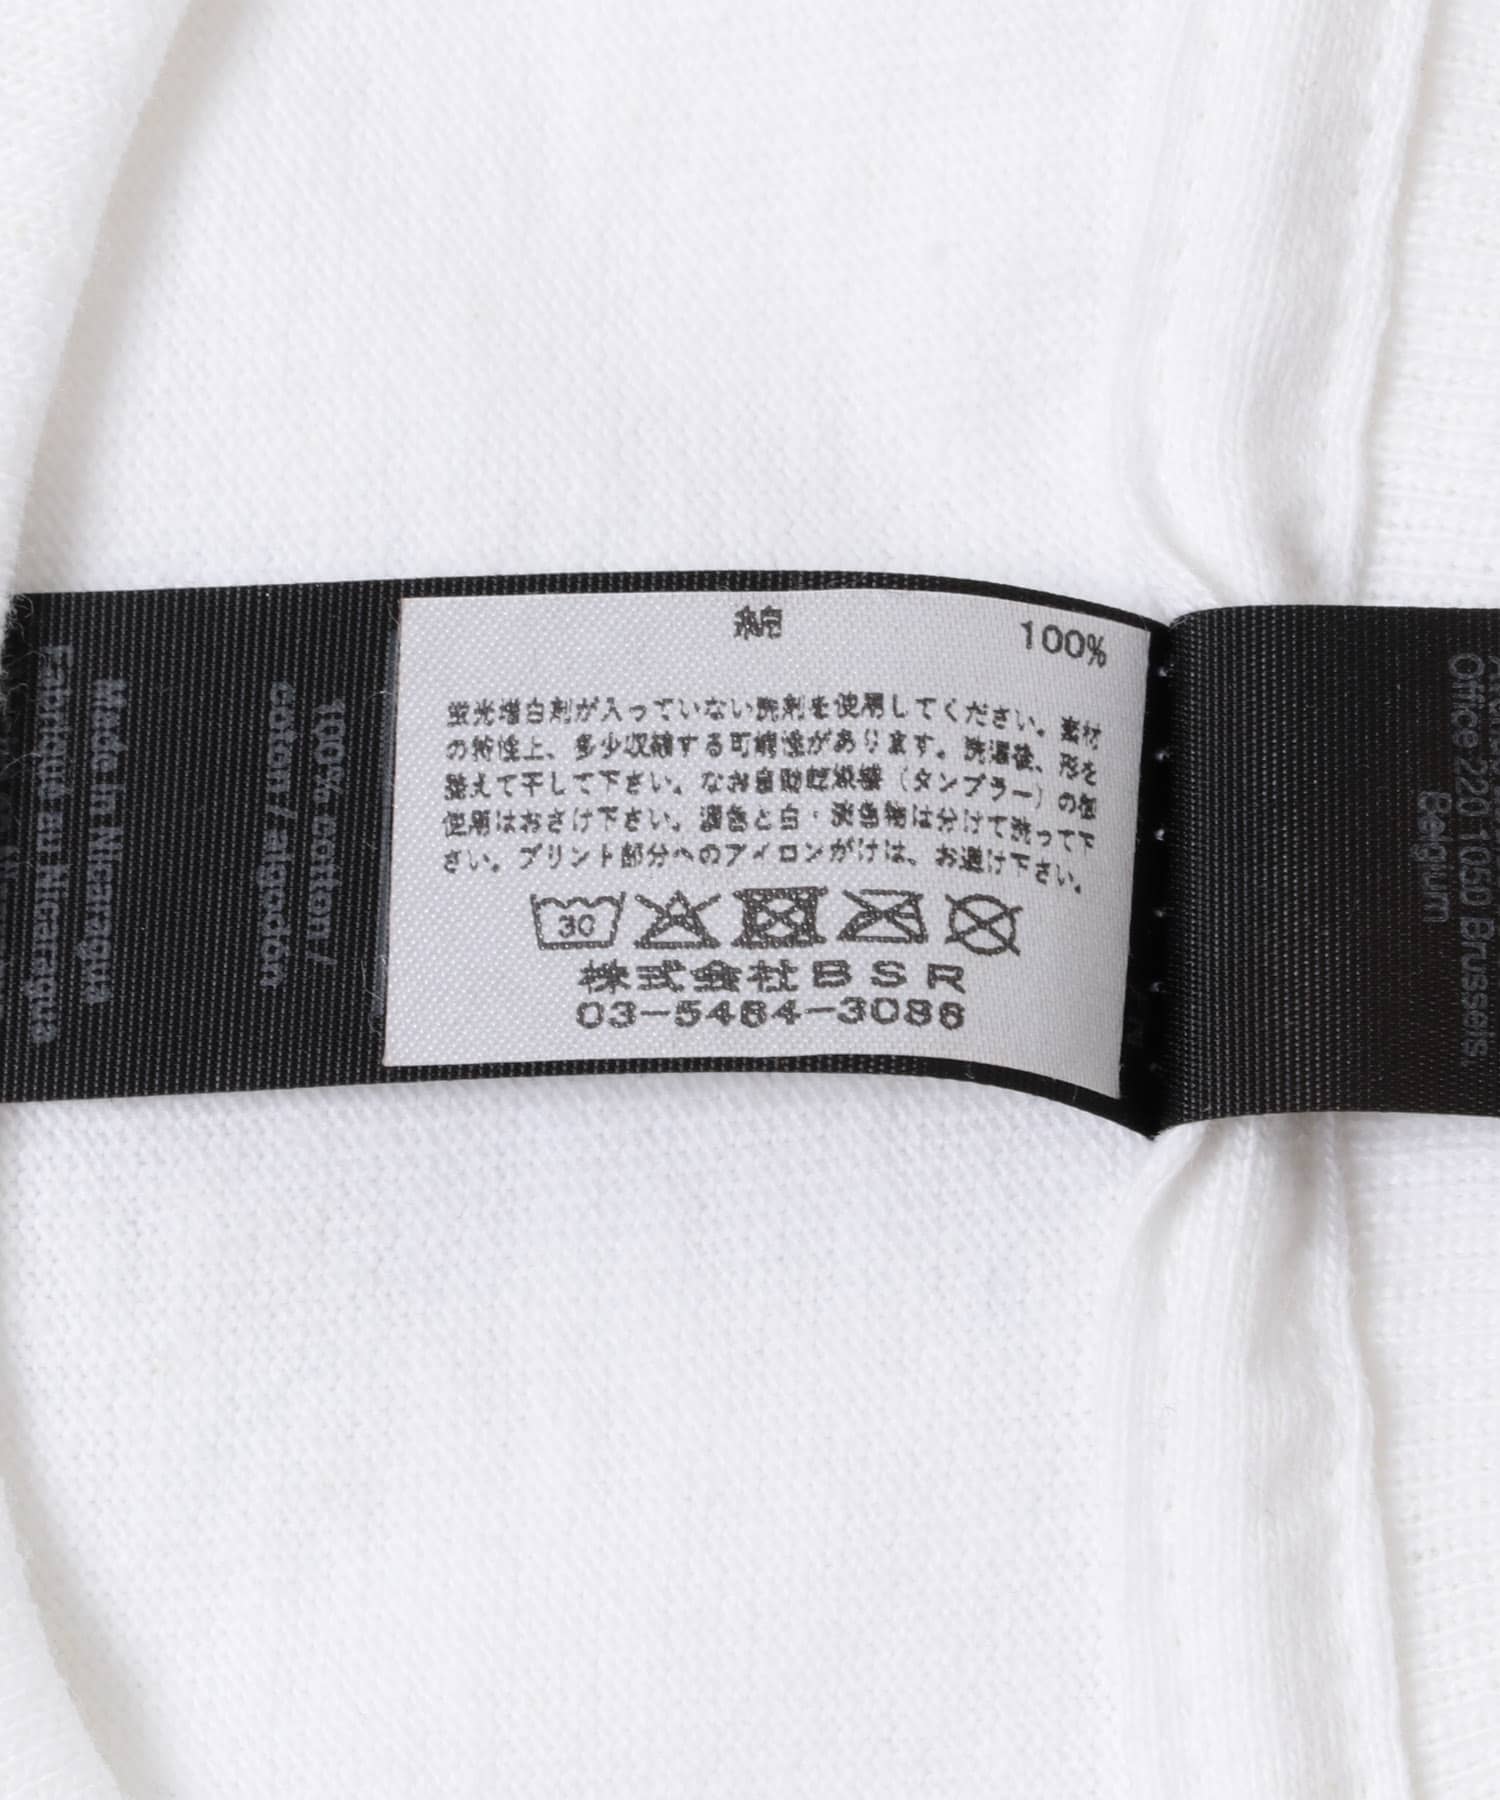 綿 100%
蛍光増白剤が入っていない洗剤を使用してください。素材
の特性上、多少収縮する可能性があります。洗濯後、形を
整えて干して下さい。なお自動乾燥機（タンブラー）の御
使用はおさけ下さい。濃色と白・淡色物は分けて洗って下
さい。プリント部分へのアイロンがけは、お避け下さい。
30
株式会社BSR
03-5464-3086
100% cotton /
coton / algodón
Made in Nicaragua
Fabriqué au Nicaragua
Office 220 1050 Brussels.
Belgium